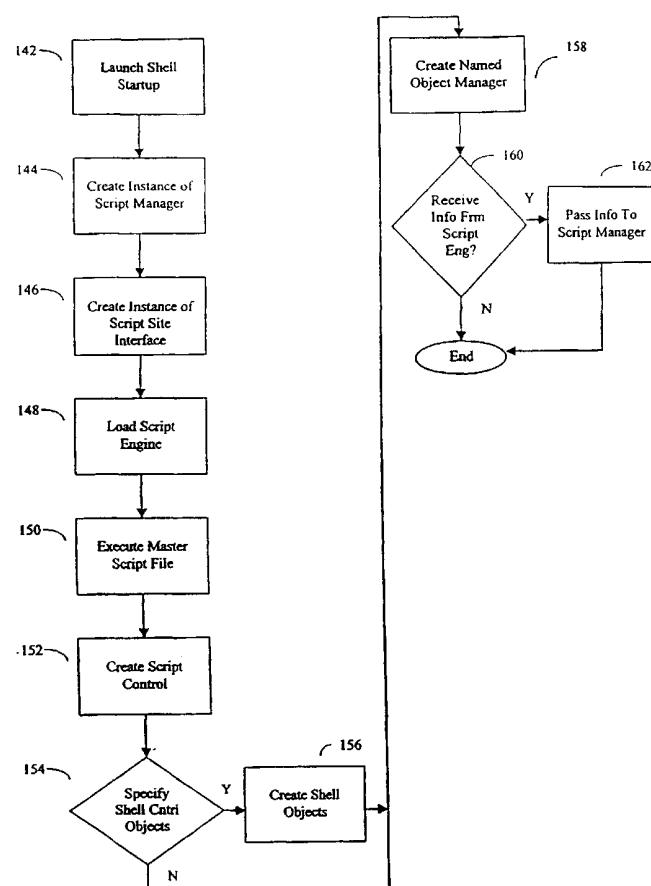 142
Launch Shell
Startup
144
Create Instance of
Script Manager
146
Create Instance of
Script Site
Interface
148
Load Script
Engine
150
Execute Master
Script File
152
Create Script
Control
154
Specify
Shell Cntrl
Objects
Y
N
156
Create Shell
Objects
158
Create Named
Object Manager
160
Receive
Info Frm
Script
Eng?
Y
N
162
Pass Info To
Script Manager
End